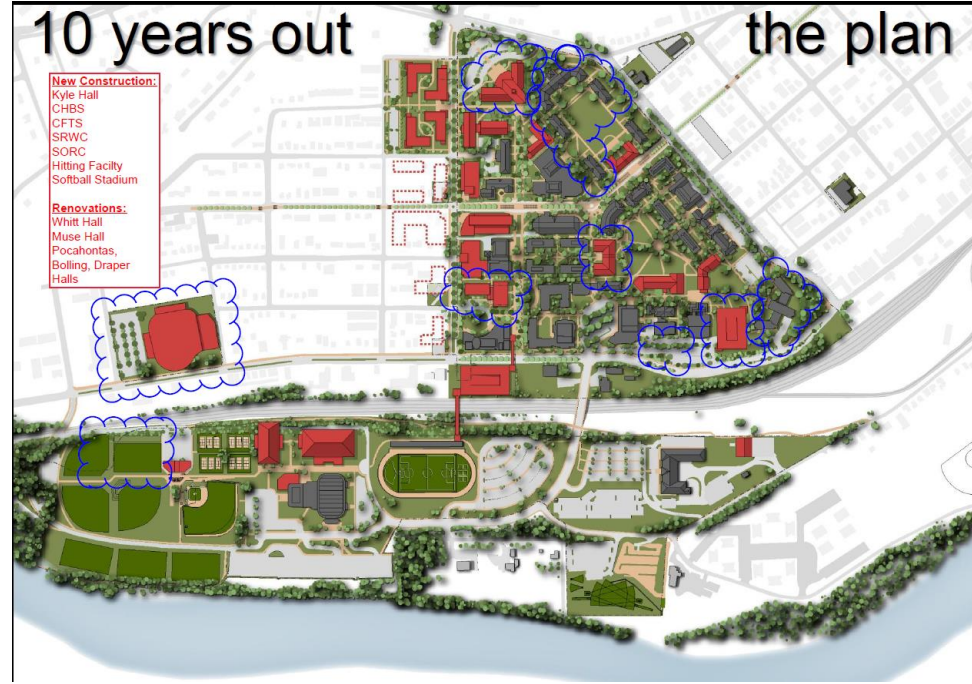 10 years out
the plan
New Construction:
Kyle Hall
CHBS
CFTS
SRWC
SORC
Hitting Facilty
Softball Stadium
Renovations:
Whitt Hall
Muse Hall
Pocahontas,
Bolling, Draper
Halls